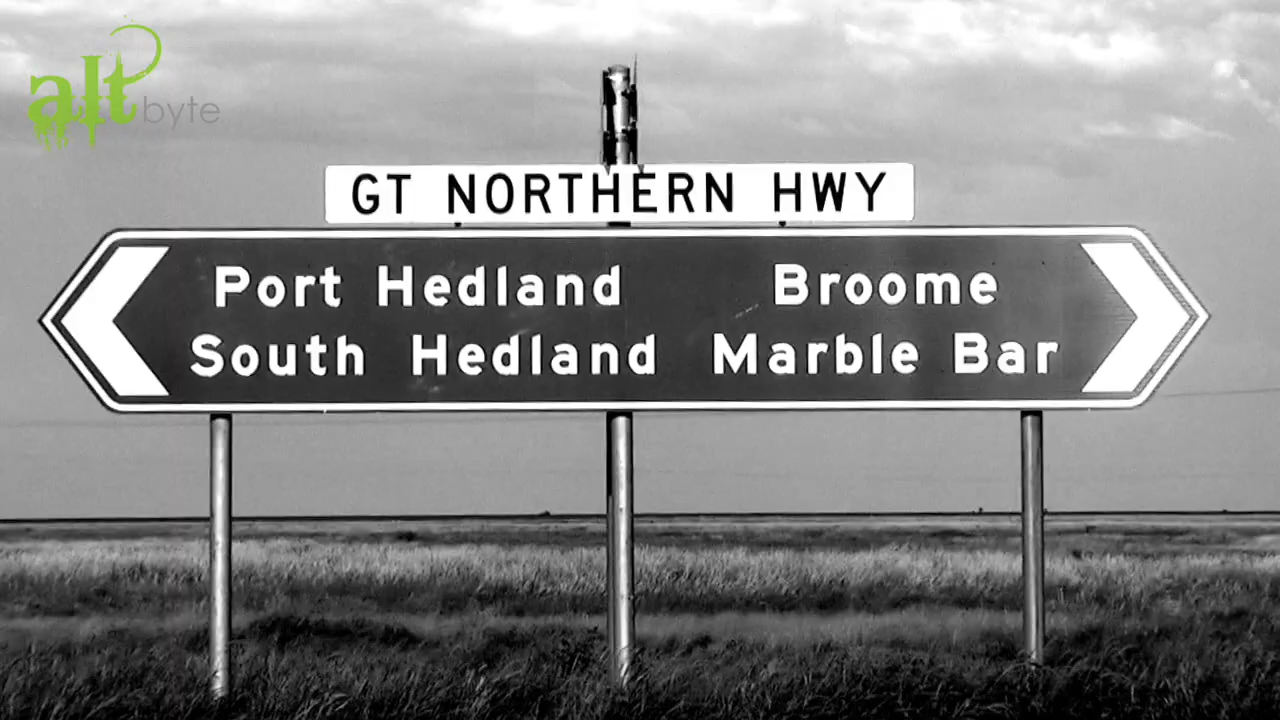 alt byte
GT NORTHERN HWY
Port Hedland Broome
South Hedland Marble Bar